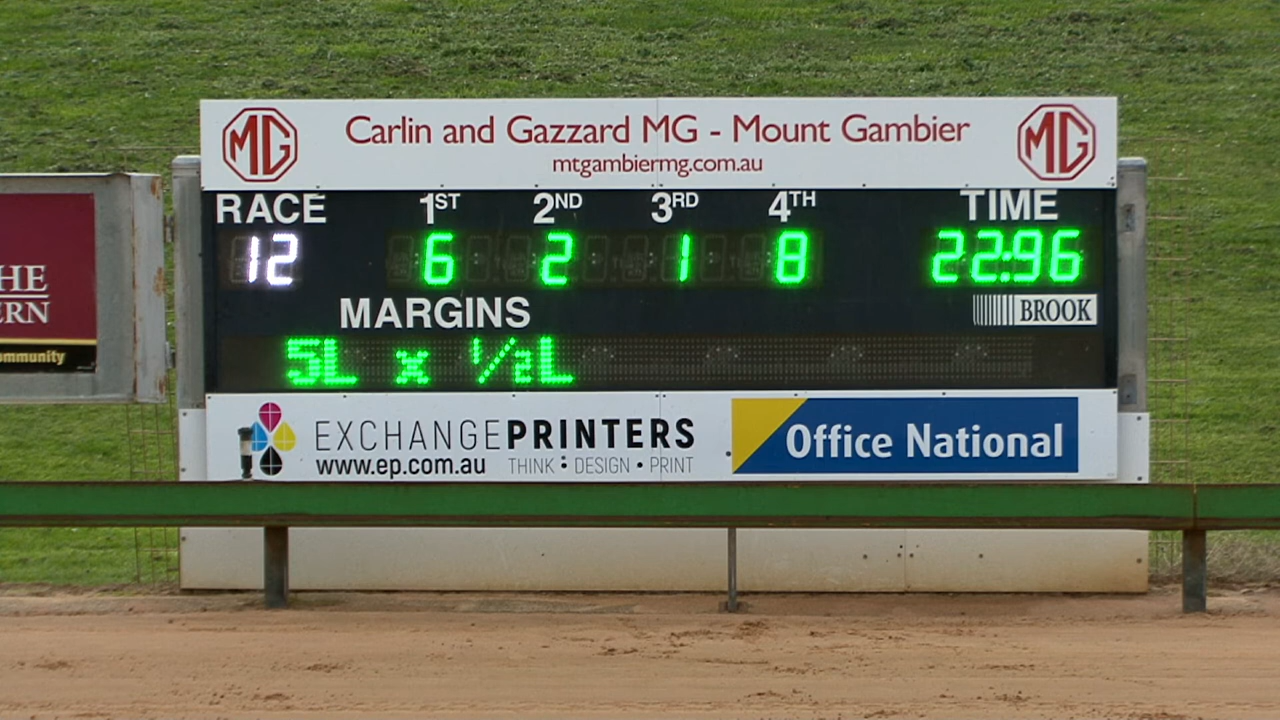 MG Carlin and Gazzard MG - Mount Gambier MG
mtgambiermg.com.au
RACE 1ST 2ND 3RD 4TH TIME
12 6 2 1 8 22:96
MARGINS
BROOK
5L x ½L
EXCHANGEPRINTERS
www.ep.com.au THINK • DESIGN • PRINT
Office National
HE
ERN
mmunity